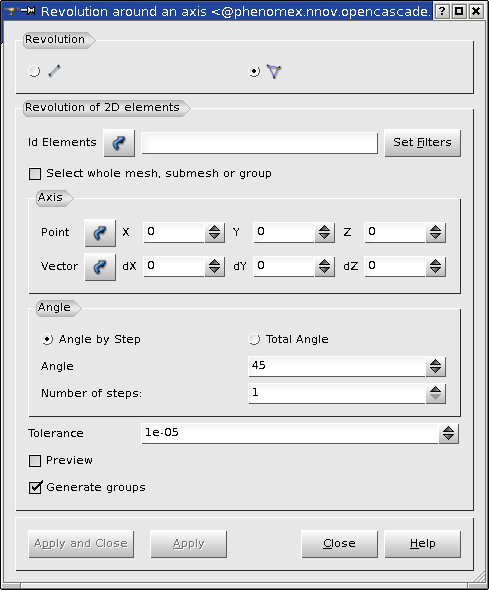 Revolution around an axis <@phenomex.nnov.opencascade.
Revolution
Revolution of 2D elements
Id Elements Set Filters
Select whole mesh, submesh or group
Axis
Point X 0 Y 0 Z 0
Vector dX 0 dY 0 dZ 0
Angle
Angle by Step Total Angle
Angle 45
Number of steps: 1
Tolerance 1e-05
Preview
Generate groups
Apply and Close Apply Close Help